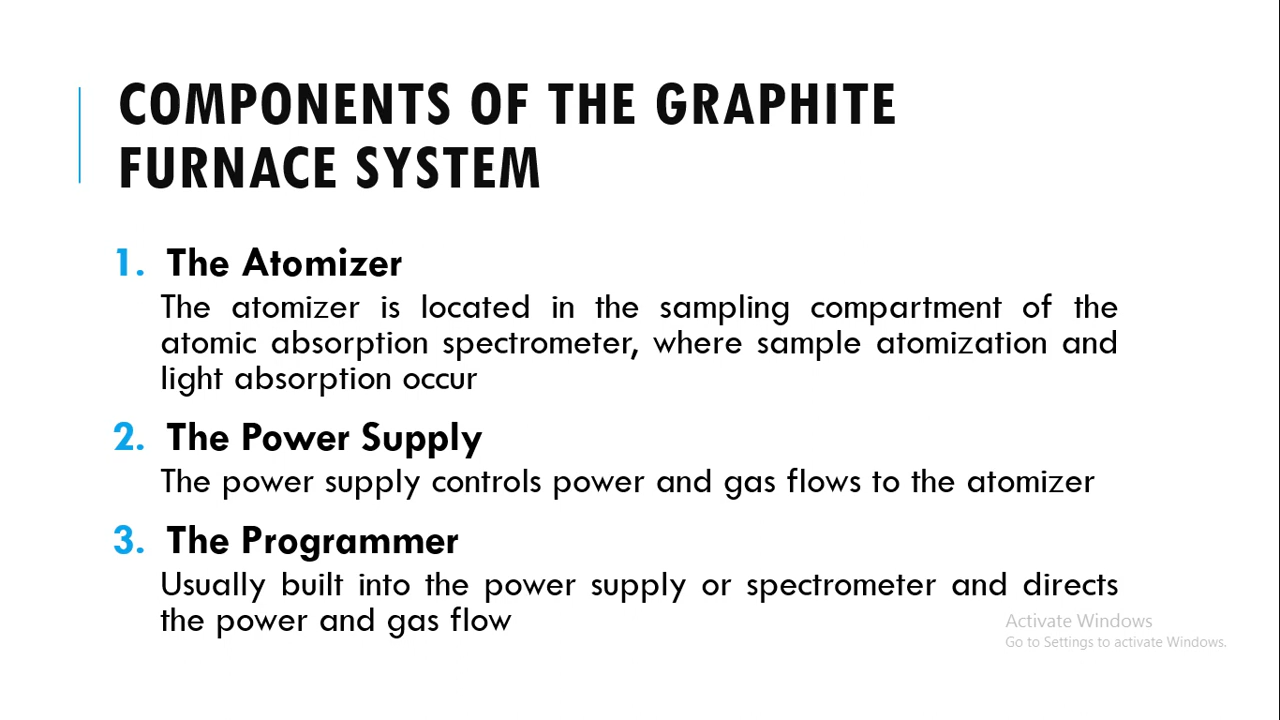 COMPONENTS OF THE GRAPHITE
FURNACE SYSTEM
1. The Atomizer
The atomizer is located in the sampling compartment of the
atomic absorption spectrometer, where sample atomization and
light absorption occur
2. The Power Supply
The power supply controls power and gas flows to the atomizer
3. The Programmer
Usually built into the power supply or spectrometer and directs
the power and gas flow
Activate Windows
Go to Settings to activate Windows.